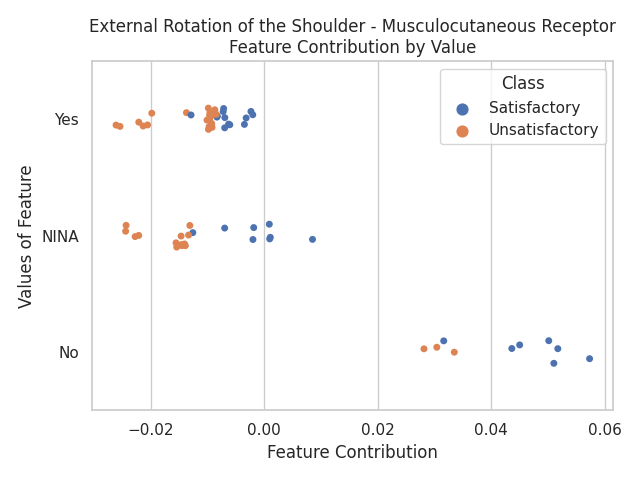 External Rotation of the Shoulder - Musculocutaneous Receptor
Feature Contribution by Value
Class
Satisfactory
Unsatisfactory
Values of Feature
Yes
NINA
No
−0.02
0.00
0.02
0.04
0.06
Feature Contribution